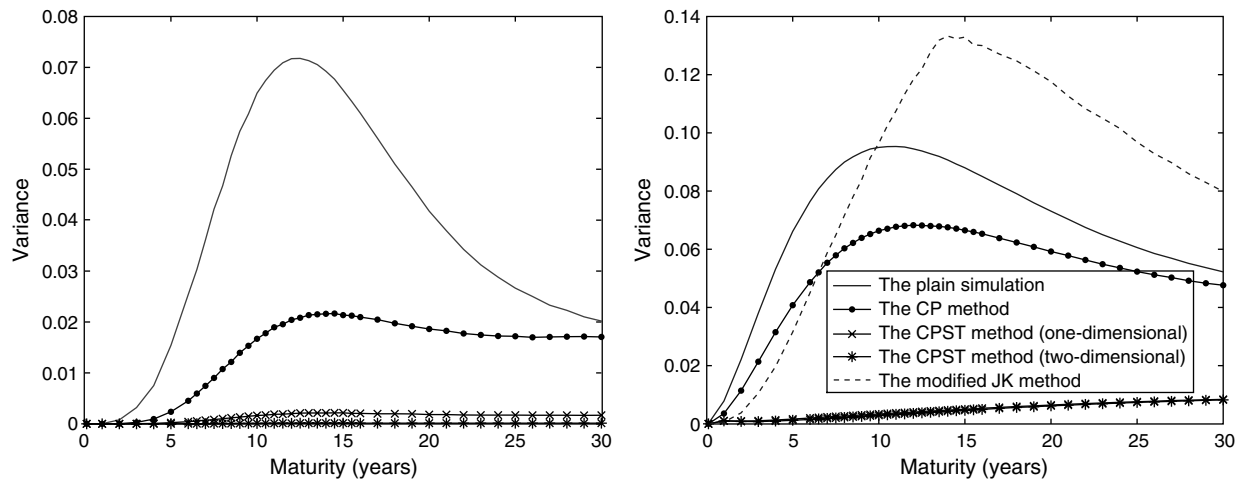 0.08
0.07
0.06
0.05
0.04
0.03
0.02
0.01
0
Variance
0 5 10 15 20 25 30
Maturity (years)
0.14
0.12
0.10
0.08
0.06
0.04
0.02
0
Variance
The plain simulation
The CP method
The CPST method (one-dimensional)
The CPST method (two-dimensional)
The modified JK method
0 5 10 15 20 25 30
Maturity (years)